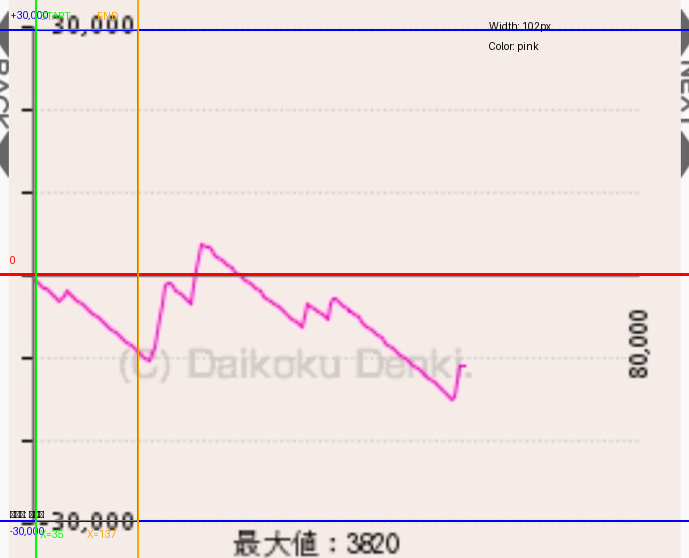 +30,000
START
END
30,000
Width: 102px
Color: pink
BACK
NEXT
0
80,000
(C) Daikoku Denki.
-30,000
-30,000
X=36
X=137
最大値：3820